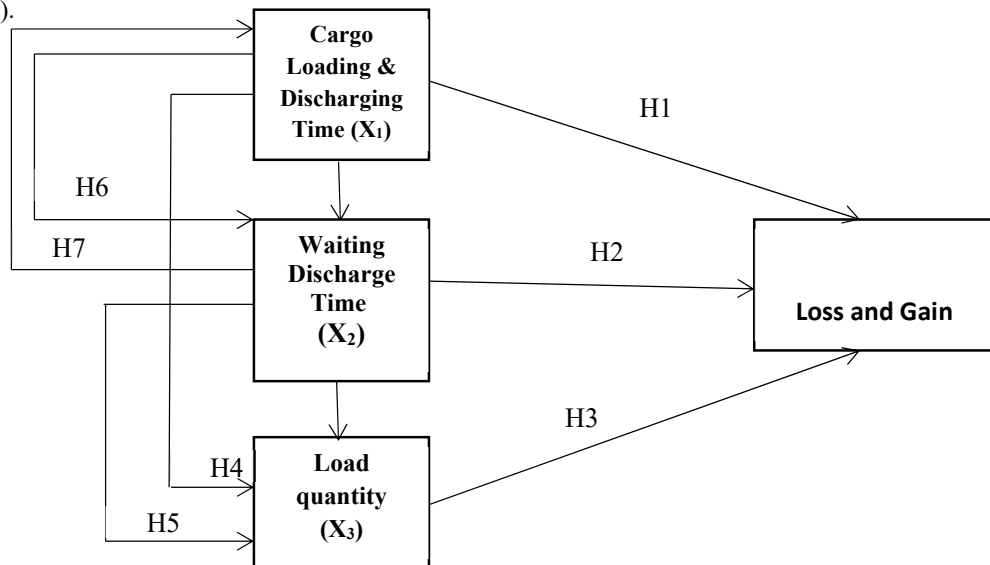 ).
Cargo
Loading &
Discharging
Time (X₁)
H1
H6
H7
Waiting
Discharge
Time
(X₂)
H2
Loss and Gain
H3
Load
quantity
(X₃)
H4
H5